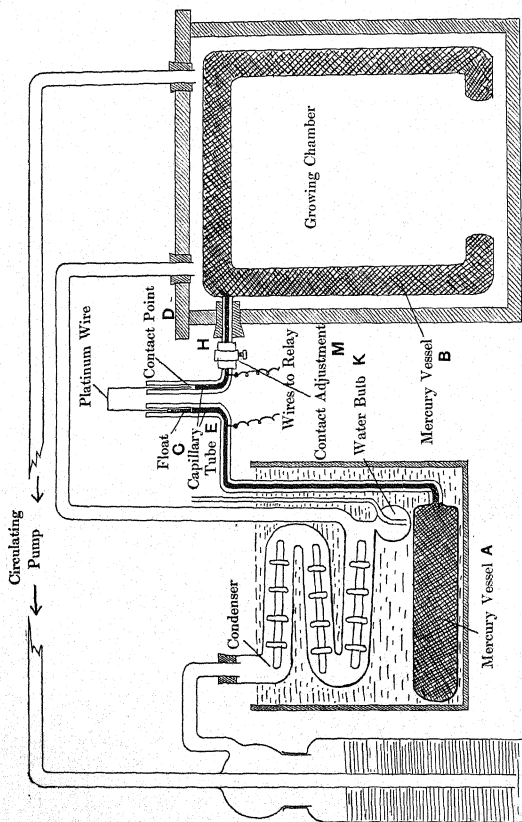 Circulating
Pump
Platinum Wire
Contact Point
D
Float
G
Capillary
Tube E
H
Wires to Relay
Contact Adjustment
M
Water Bulb K
Mercury Vessel
B
Growing Chamber
Condenser
Mercury Vessel A